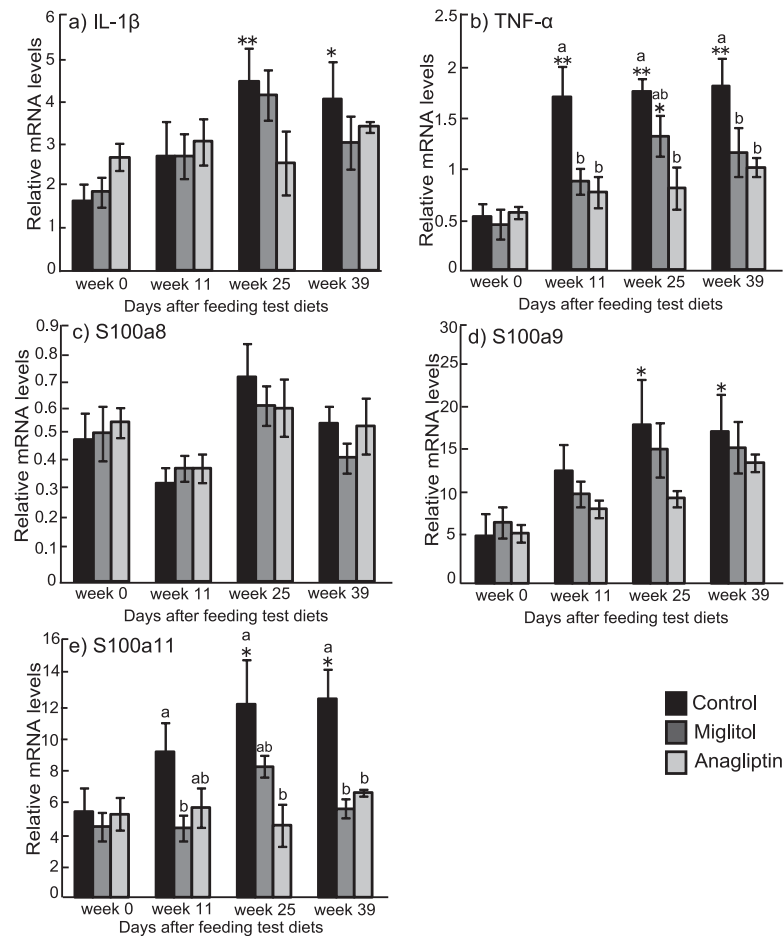 a) IL-1β
Relative mRNA levels
6
5
4
3
2
1
0
**
*
week 0 week 11 week 25 week 39
Days after feeding test diets
b) TNF-α
Relative mRNA levels
2.5
2
1.5
1
0.5
0
a a a
** ** **
ab
*
b b b b b
week 0 week 11 week 25 week 39
Days after feeding test diets
c) S100a8
Relative mRNA levels
0.9
0.8
0.7
0.6
0.5
0.4
0.3
0.2
0.1
0
week 0 week 11 week 25 week 39
Days after feeding test diets
d) S100a9
Relative mRNA levels
30
25
20
15
10
5
0
* *
week 0 week 11 week 25 week 39
Days after feeding test diets
e) S100a11
Relative mRNA levels
16
14
12
10
8
6
4
2
0
a a a
* *
b ab ab b b b
week 0 week 11 week 25 week 39
Days after feeding test diets
Control
Miglitol
Anagliptin